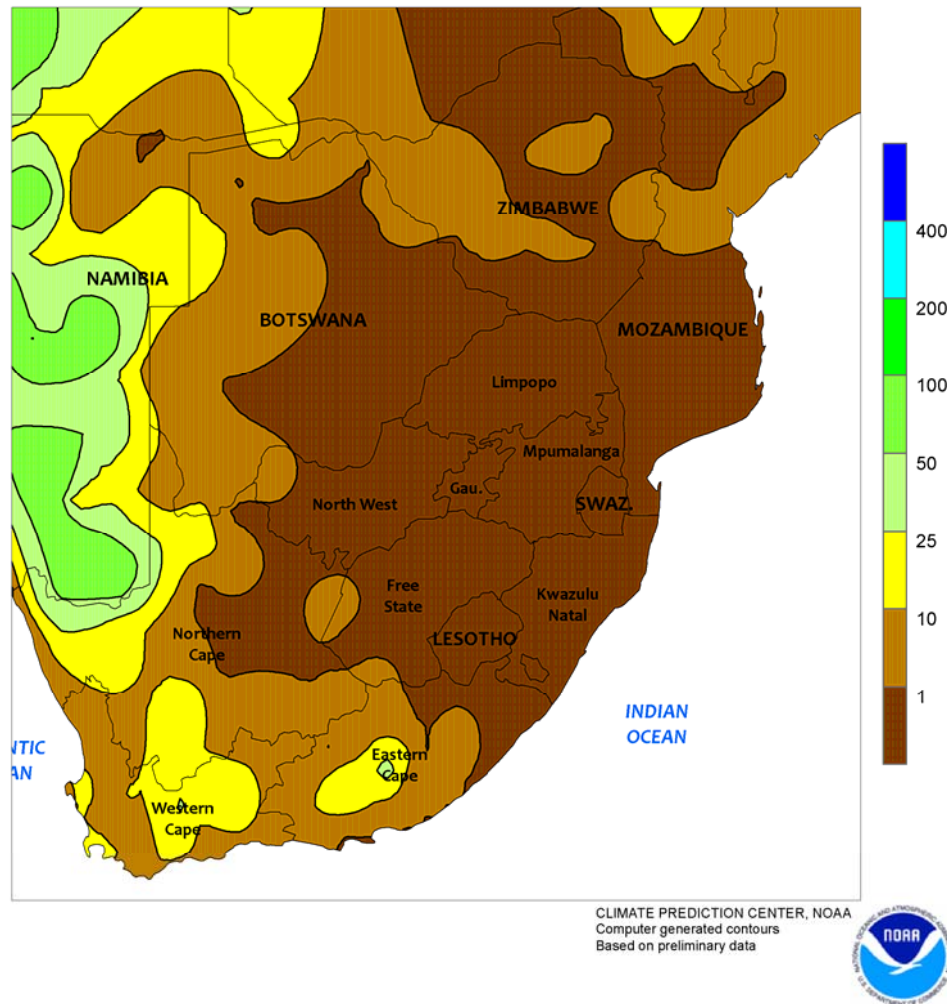 ZIMBABWE
NAMIBIA
BOTSWANA
MOZAMBIQUE
Limpopo
Mpumalanga
Gau.
North West
SWAZ.
Free
State
Kwazulu
Natal
LESOTHO
Northern
Cape
INDIAN
OCEAN
NTIC
AN
Eastern
Cape
Western
Cape
400
200
100
50
25
10
1
CLIMATE PREDICTION CENTER, NOAA
Computer generated contours
Based on preliminary data
NOAA